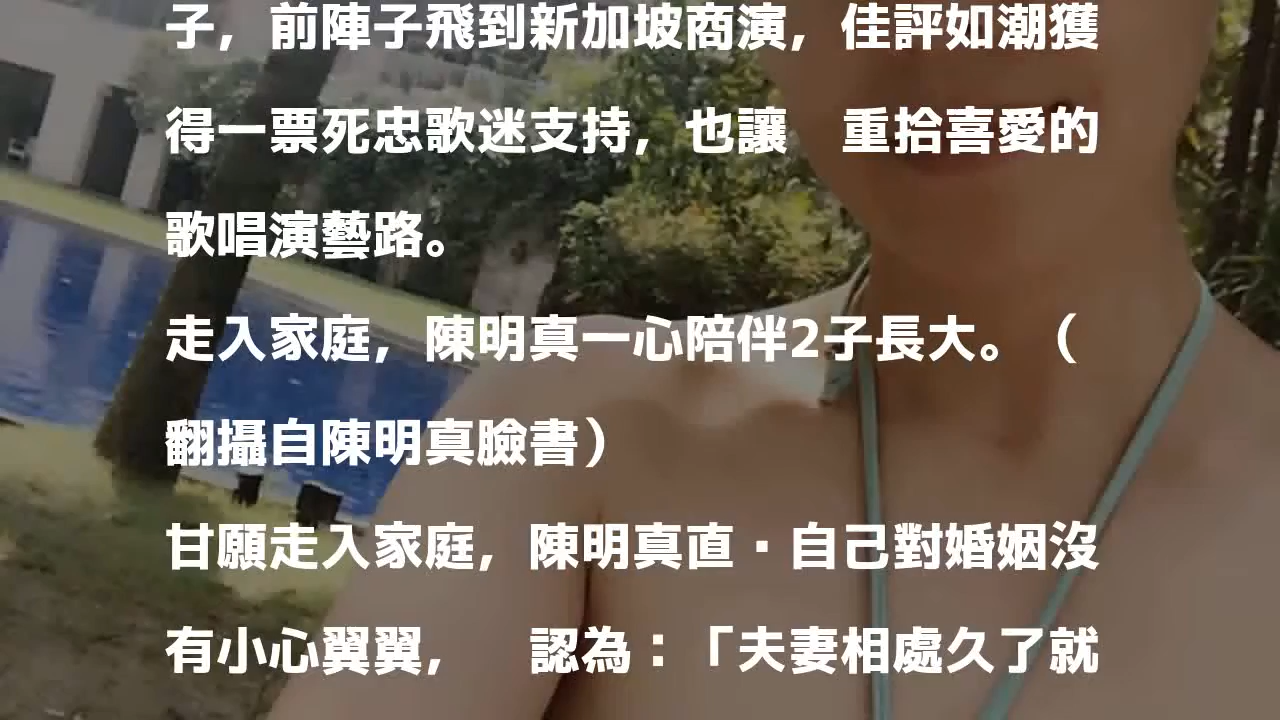 子，前陣子飛到新加坡商演，佳評如潮獲
得一票死忠歌迷支持，也讓　重拾喜愛的
歌唱演藝路。
走入家庭，陳明真一心陪伴2子長大。（
翻攝自陳明真臉書）
甘願走入家庭，陳明真直·自己對婚姻沒
有小心翼翼，　認為：「夫妻相處久了就